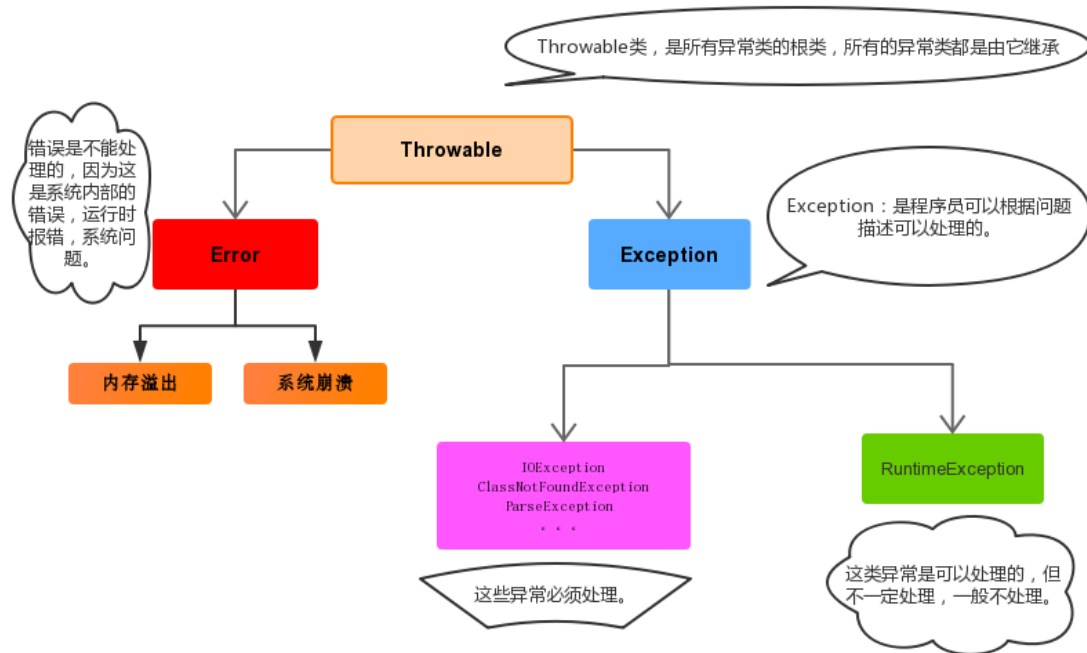 Throwable类，是所有异常类的根类，所有的异常类都是由它继承
Throwable
错误是不能处
理的，因为这
是系统内部的
错误，运行时
报错，系统问
题。
Error
Exception
Exception：是程序员可以根据问题
描述可以处理的。
内存溢出
系统崩溃
IOException
ClassNotFoundException
ParseException
。。。
RuntimeException
这些异常必须处理。
这类异常是可以处理的，但
不一定处理，一般不处理。